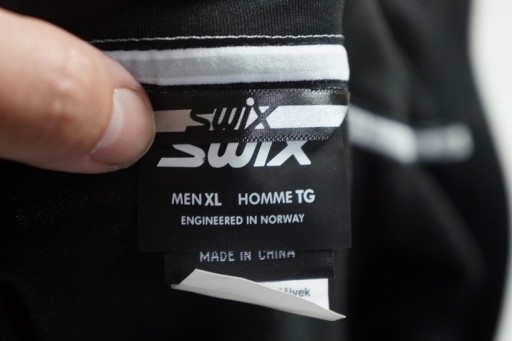 swix
SWIX
MEN XL HOMME TG
ENGINEERED IN NORWAY
MADE IN CHINA